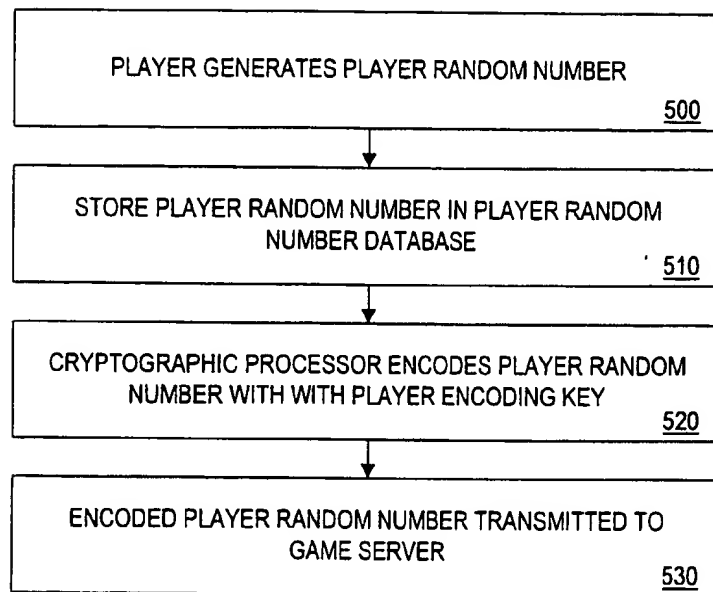 PLAYER GENERATES PLAYER RANDOM NUMBER
500
STORE PLAYER RANDOM NUMBER IN PLAYER RANDOM
NUMBER DATABASE
510
CRYPTOGRAPHIC PROCESSOR ENCODES PLAYER RANDOM
NUMBER WITH WITH PLAYER ENCODING KEY
520
ENCODED PLAYER RANDOM NUMBER TRANSMITTED TO
GAME SERVER
530